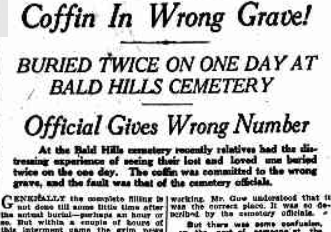 Coffin In Wrong Grave!
BURIED TWICE ON ONE DAY AT
BALD HILLS CEMETERY
Official Gives Wrong Number
At the Bald Hills cemetery recently relatives had the dis-
tressing experience of seeing their lost and loved one buried
twice on the one day. The coffin was committed to the wrong
grave, and the fault was that of the cemetery officials.
GENERALLY the complete filling is
not done till some little time after
the actual burial—perhaps an hour or
so. But within a couple of hours of
this interment came the grim news
working. Mr. Gow understood that it
was the correct place. It was so de-
scribed by the cemetery officials.
But there was some confusion,